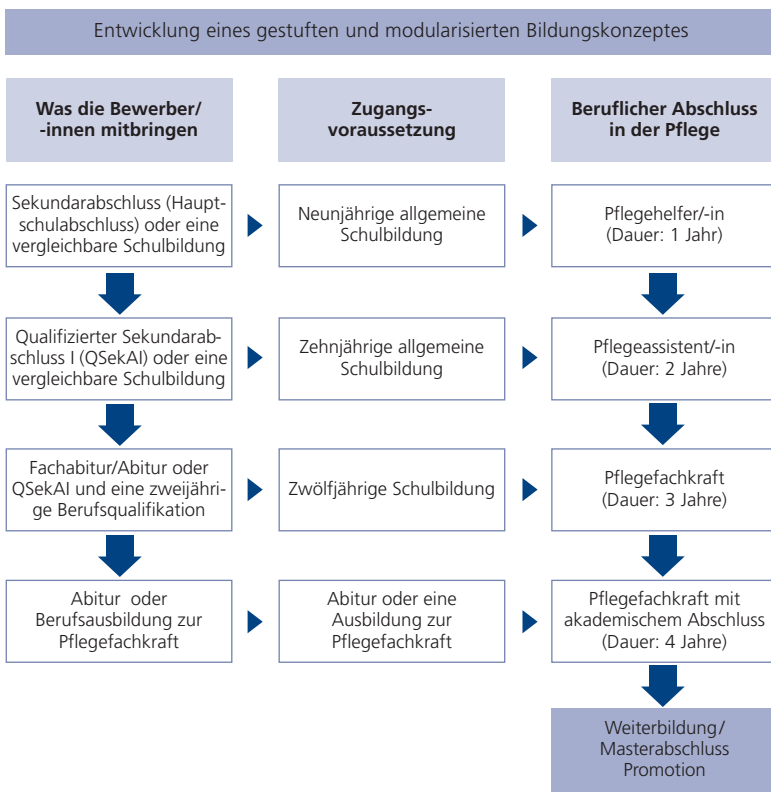 Entwicklung eines gestuften und modularisierten Bildungskonzeptes
Was die Bewerber/
-innen mitbringen
Zugangs-
voraussetzung
Beruflicher Abschluss
in der Pflege
Sekundarabschluss (Haupt-
schulabschluss) oder eine
vergleichbare Schulbildung
Neunjährige allgemeine
Schulbildung
Pflegehelfer/-in
(Dauer: 1 Jahr)
Qualifizierter Sekundarab-
schluss I (QSekAI) oder eine
vergleichbare Schulbildung
Zehnjährige allgemeine
Schulbildung
Pflegeassistent/-in
(Dauer: 2 Jahre)
Fachabitur/Abitur oder
QSekAI und eine zweijähri-
ge Berufsqualifikation
Zwölfjährige Schulbildung
Pflegefachkraft
(Dauer: 3 Jahre)
Abitur oder
Berufsausbildung zur
Pflegefachkraft
Abitur oder eine
Ausbildung zur
Pflegefachkraft
Pflegefachkraft mit
akademischem Abschluss
(Dauer: 4 Jahre)
Weiterbildung/
Masterabschluss
Promotion